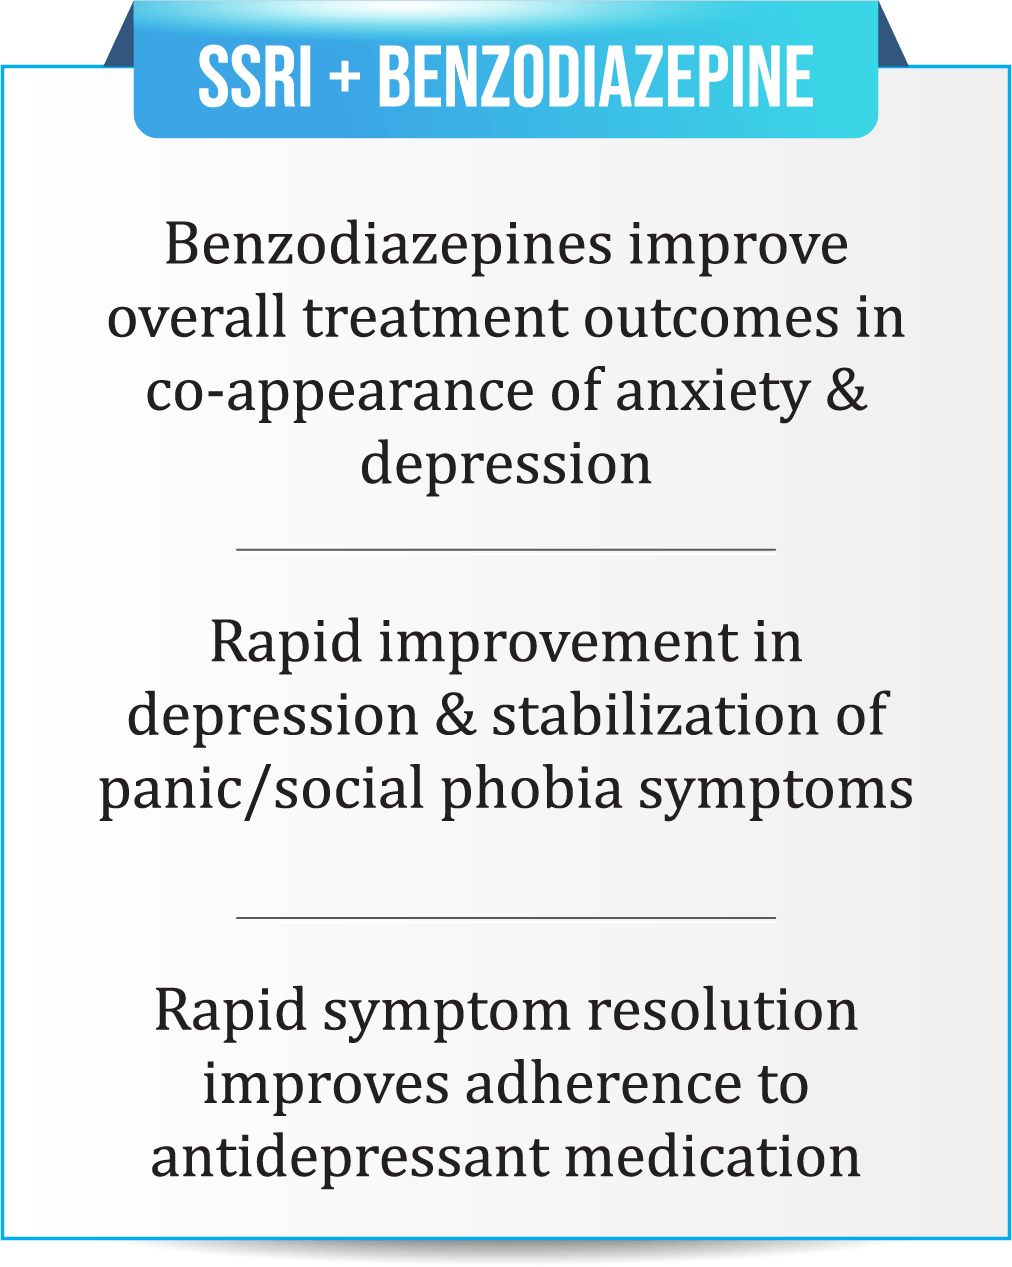 SSRI + BENZODIAZEPINE
Benzodiazepines improve
overall treatment outcomes in
co-appearance of anxiety &
depression
Rapid improvement in
depression & stabilization of
panic/social phobia symptoms
Rapid symptom resolution
improves adherence to
antidepressant medication